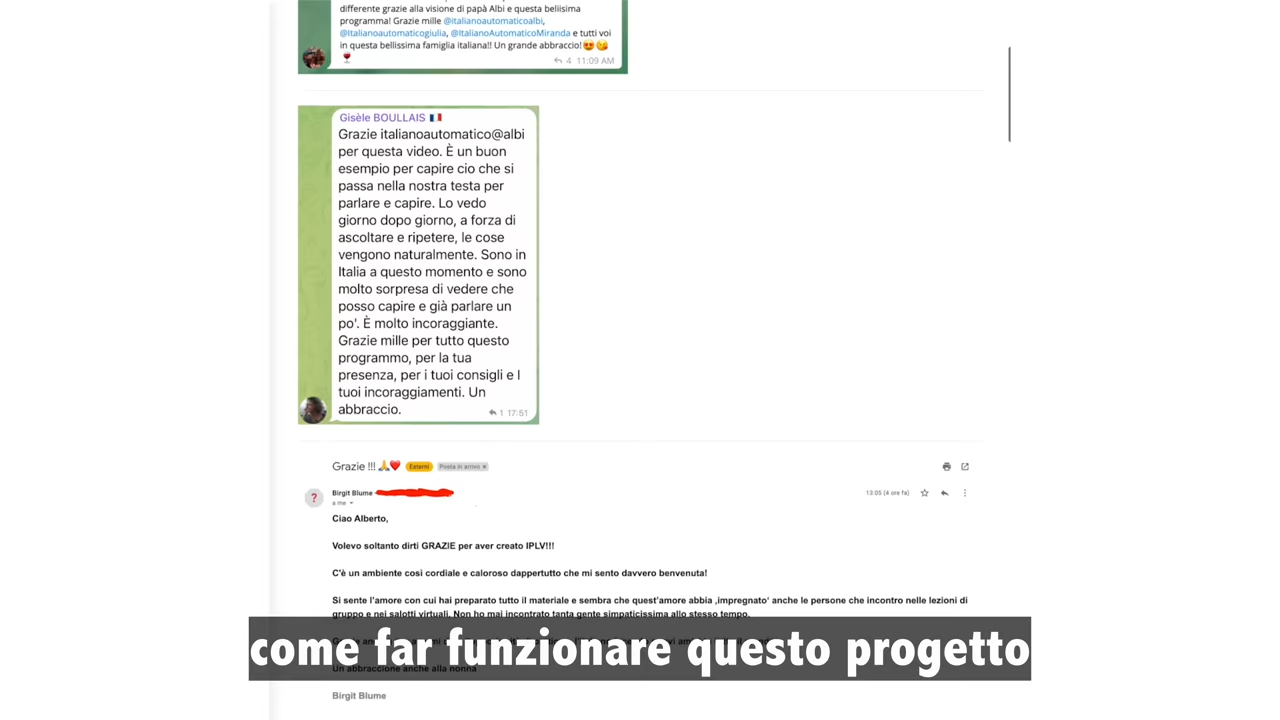 differente grazie alla visione di papà Albi e questa beliisima
programma! Grazie mille @italianoautomaticoalbi,
@Italianoautomaticogiulia, @ItalianoAutomaticoMiranda e tutti voi
in questa bellissima famiglia italiana!! Un grande abbraccio!😍😘
🍷
4 11:09 AM
Gisèle BOULLAIS 🇫🇷
Grazie italianoautomatico@albi
per questa video. È un buon
esempio per capire cio che si
passa nella nostra testa per
parlare e capire. Lo vedo
giorno dopo giorno, a forza di
ascoltare e ripetere, le cose
vengono naturalmente. Sono in
Italia a questo momento e sono
molto sorpresa di vedere che
posso capire e già parlare un
po'. È molto incoraggiante.
Grazie mille per tutto questo
programmo, per la tua
presenza, per i tuoi consigli e I
tuoi incoraggiamenti. Un
abbraccio.
1 17:51
Grazie !!! 🙏❤️ Esterni Posta in arrivo x
? Birgit Blume 13:05 (4 ore fa)
a me
Ciao Alberto,
Volevo soltanto dirti GRAZIE per aver creato IPLV!!!
C'è un ambiente così cordiale e caloroso dappertutto che mi sento davvero benvenuta!
Si sente l'amore con cui hai preparato tutto il materiale e sembra che quest'amore abbia ‚impregnato' anche le persone che incontro nelle lezioni di
gruppo e nei salotti virtuali. Non ho mai incontrato tanta gente simpaticissima allo stesso tempo.
come far funzionare questo progetto
Un abbraccione anche alla nonna
Birgit Blume